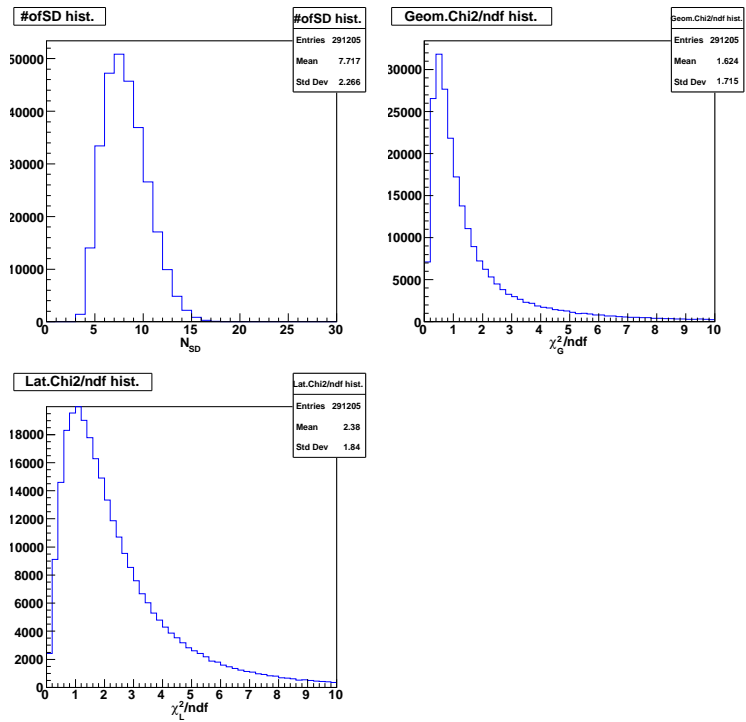 #ofSD hist.
#ofSD hist.
Entries 291205
Mean 7.717
Std Dev 2.266
50000
40000
30000
20000
10000
0
0 5 10 15 20 25 30
N_SD
Geom.Chi2/ndf hist.
Geom.Chi2/ndf hist.
Entries 291205
Mean 1.624
Std Dev 1.715
30000
25000
20000
15000
10000
5000
0
0 1 2 3 4 5 6 7 8 9 10
χ²_G/ndf
Lat.Chi2/ndf hist.
Lat.Chi2/ndf hist.
Entries 291205
Mean 2.38
Std Dev 1.84
18000
16000
14000
12000
10000
8000
6000
4000
2000
0
0 1 2 3 4 5 6 7 8 9 10
χ²_L/ndf